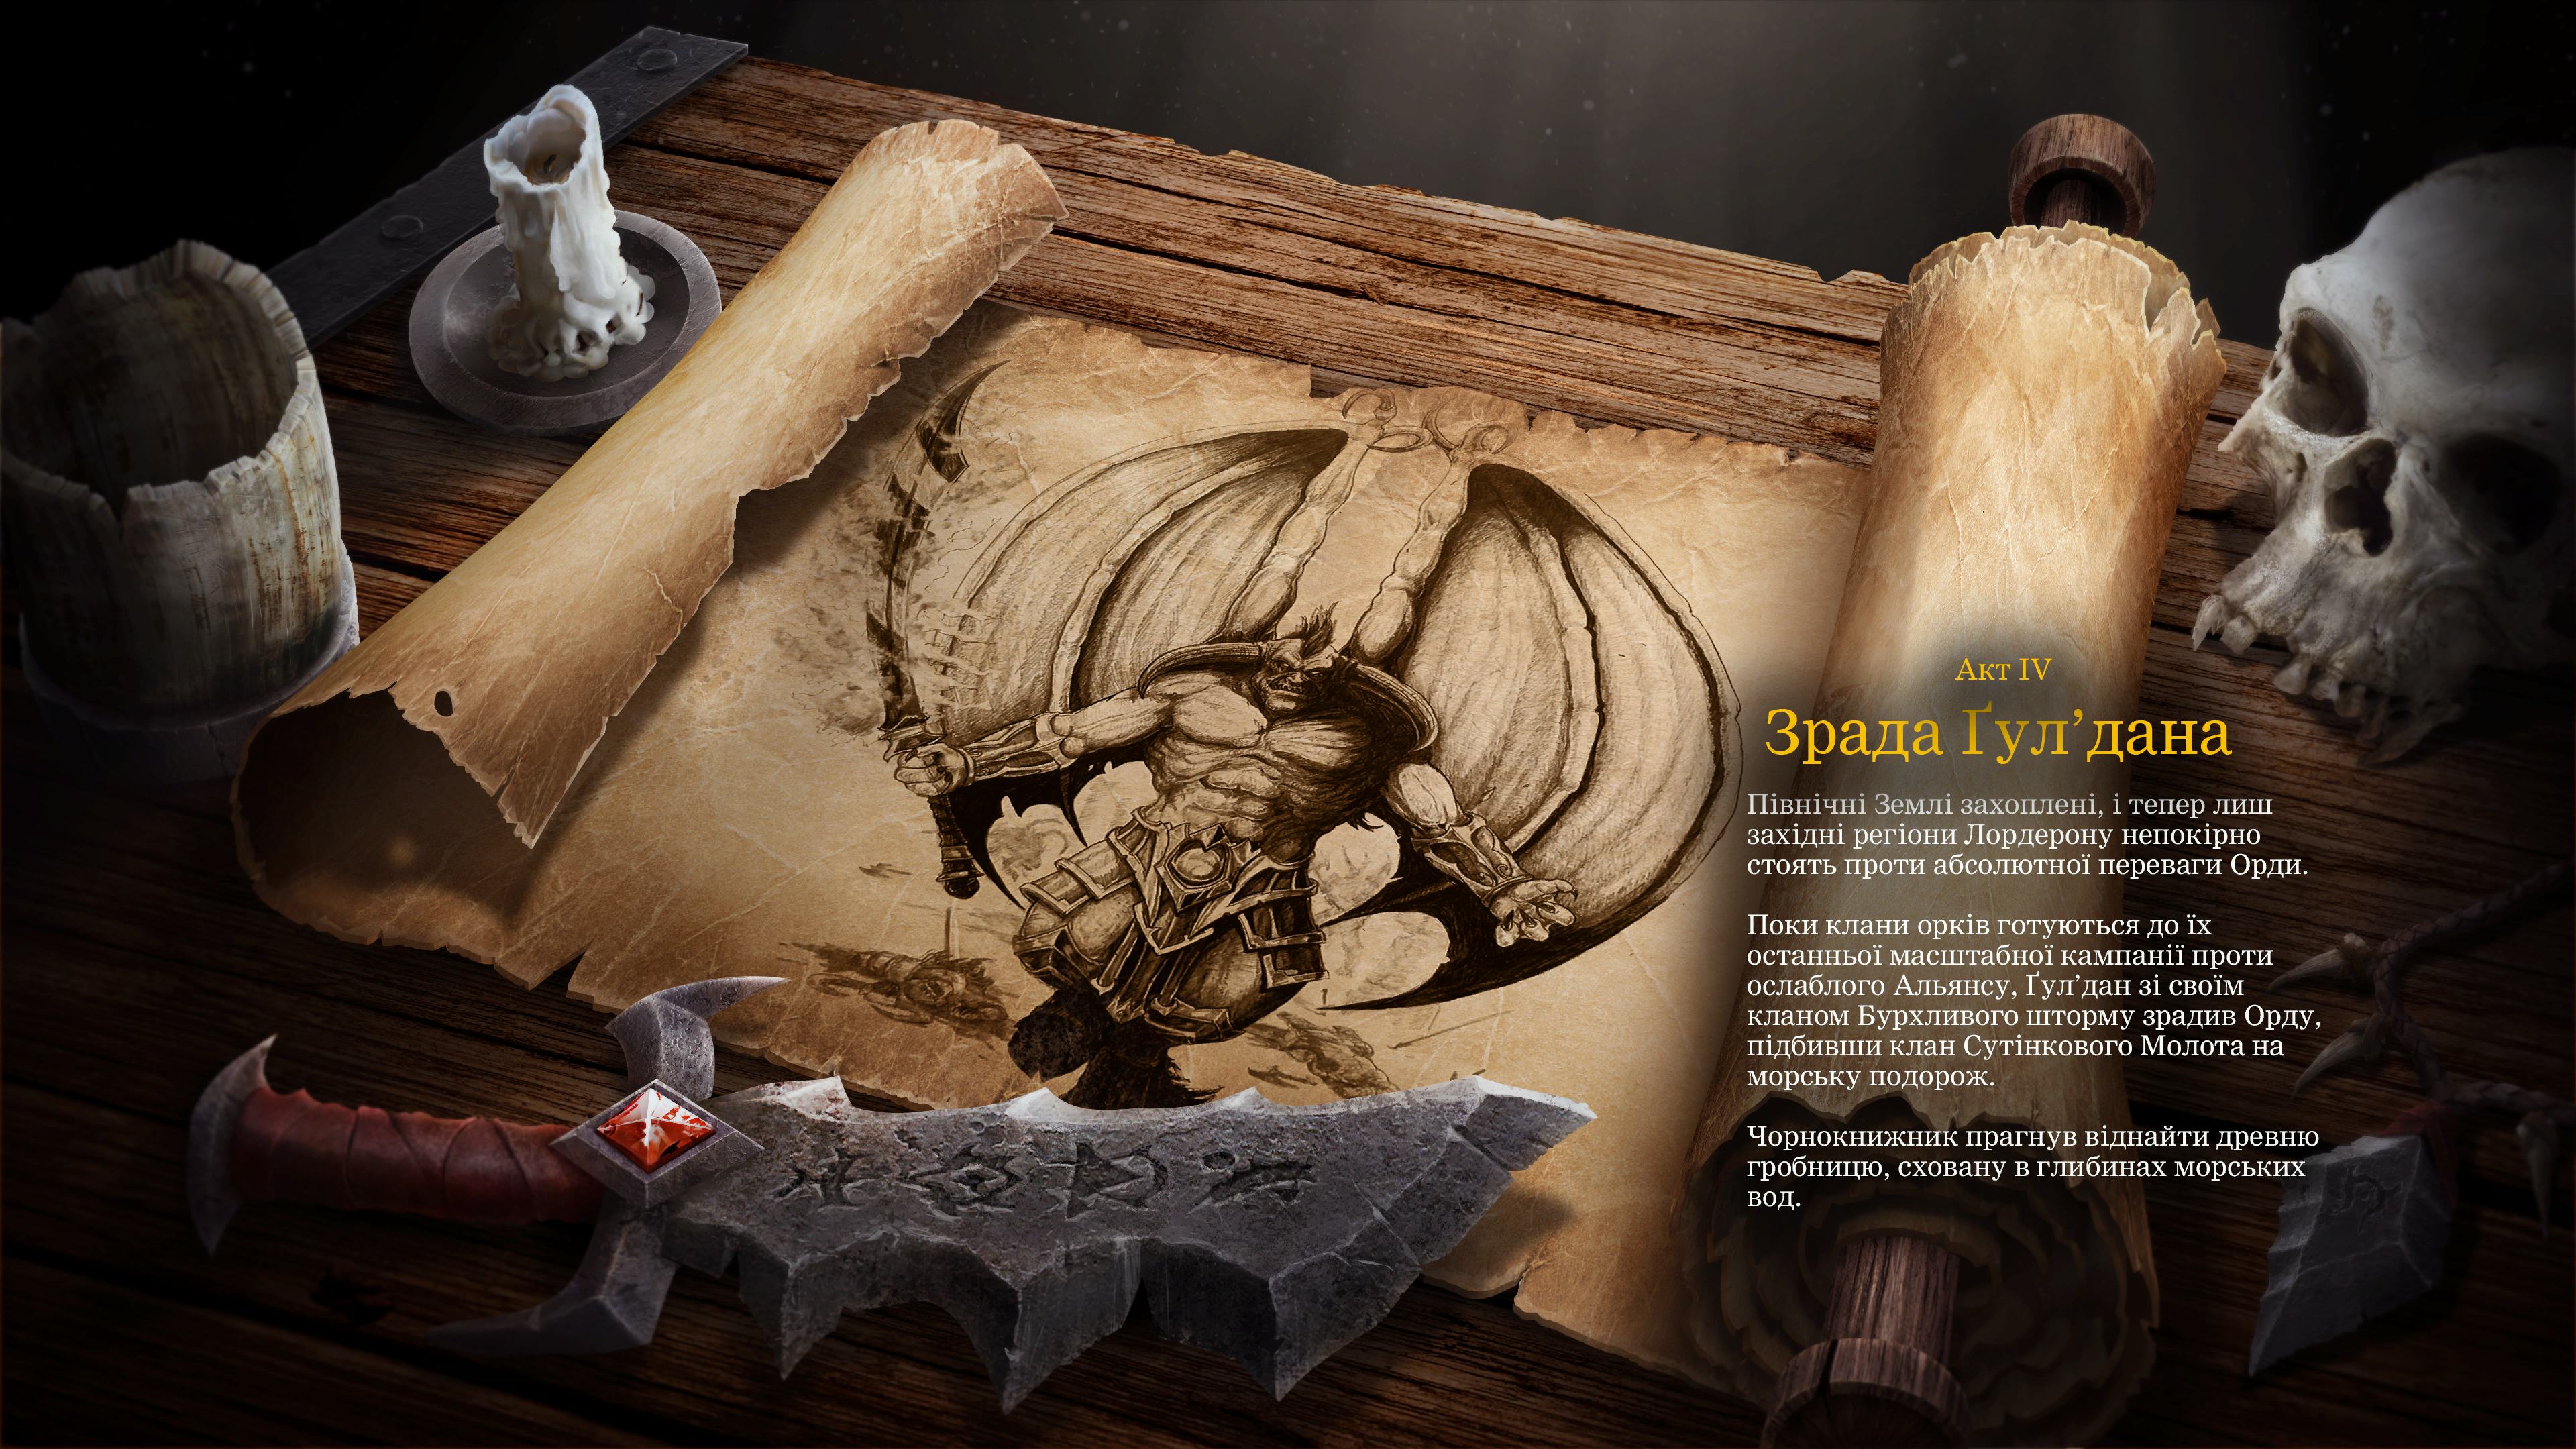 Акт IV
Зрада Ґул’дана
Північні Землі захоплені, і тепер лиш
західні регіони Лордерону непокірно
стоять проти абсолютної переваги Орди.
Поки клани орків готуються до їх
останньої масштабної кампанії проти
ослаблого Альянсу, Ґул’дан зі своїм
кланом Бурхливого шторму зрадив Орду,
підбивши клан Сутінкового Молота на
морську подорож.
Чорнокнижник прагнув віднайти древню
гробницю, сховану в глибинах морських
вод.